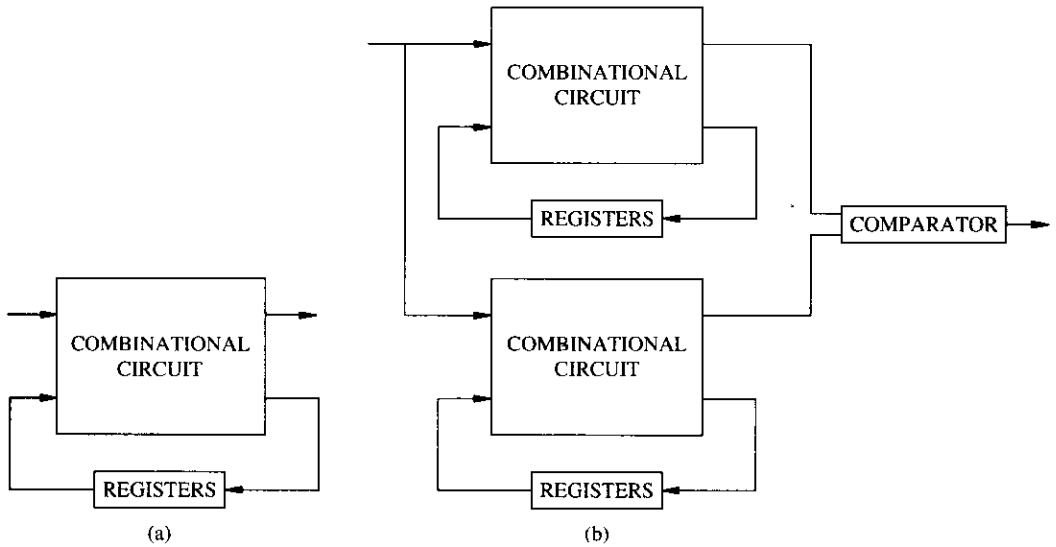 COMBINATIONAL
CIRCUIT
REGISTERS
COMPARATOR
COMBINATIONAL
CIRCUIT
REGISTERS
COMBINATIONAL
CIRCUIT
REGISTERS
(a)
(b)